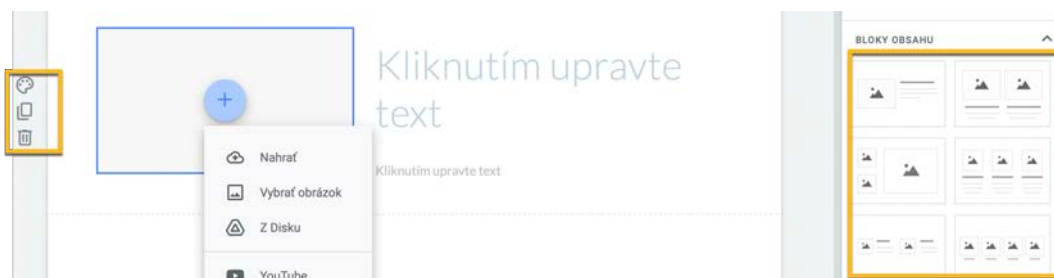 BLOKY OBSAHU
Kliknutím upravte
text
Kliknutím upravte text
Nahrať
Vybrať obrázok
Z Disku
YouTube